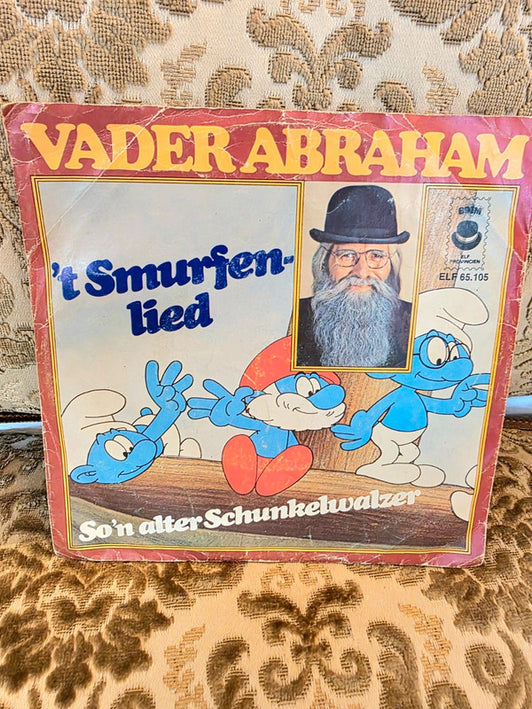 VADER ABRAHAM
't Smurfen-
lied
ELF
PROVINCIEN
ELF 65.105
So'n alter Schunkelwalzer